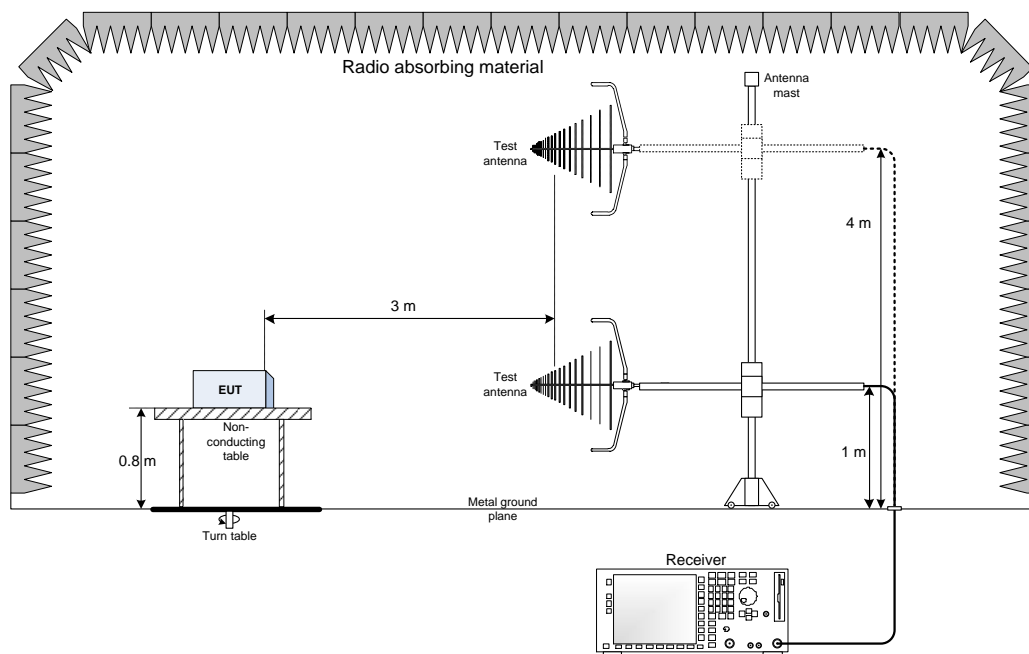 Radio absorbing material
Antenna
mast
Test
antenna
4 m
3 m
Test
antenna
EUT
Non-
conducting
table
0.8 m
1 m
Metal ground
plane
Turn table
Receiver